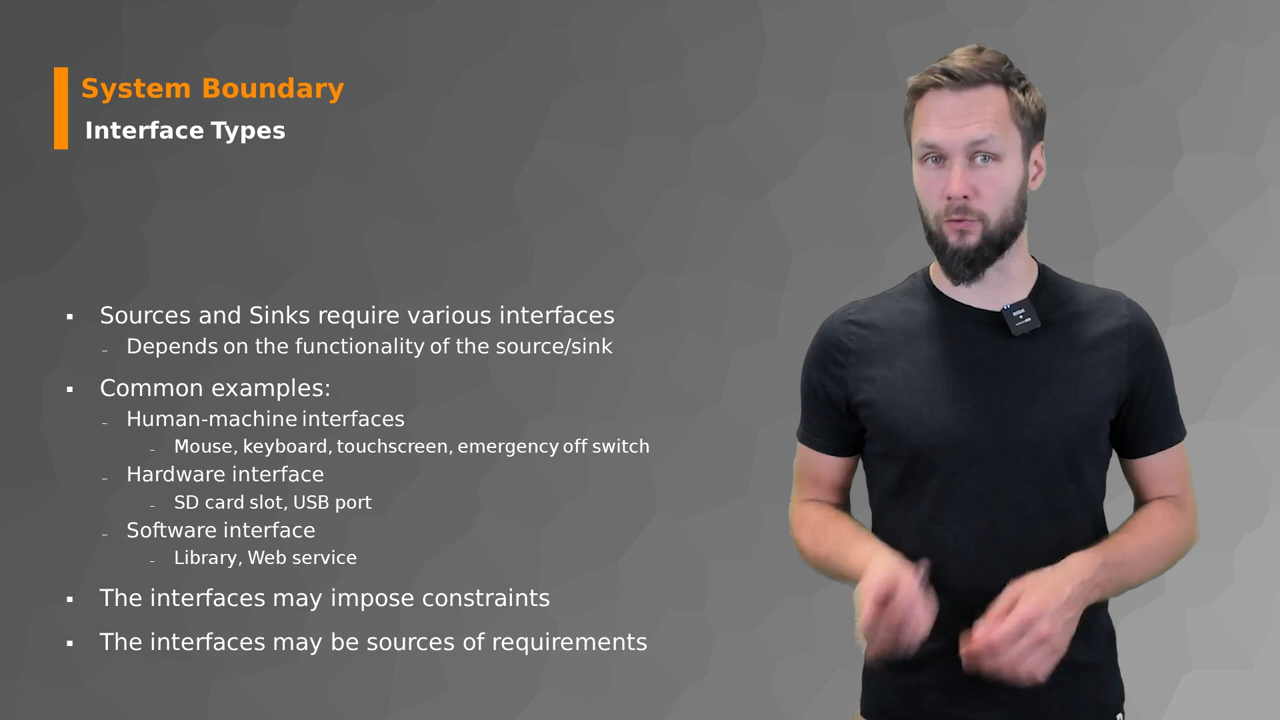 System Boundary
Interface Types
▪ Sources and Sinks require various interfaces
– Depends on the functionality of the source/sink
▪ Common examples:
– Human-machine interfaces
– Mouse, keyboard, touchscreen, emergency off switch
– Hardware interface
– SD card slot, USB port
– Software interface
– Library, Web service
▪ The interfaces may impose constraints
▪ The interfaces may be sources of requirements